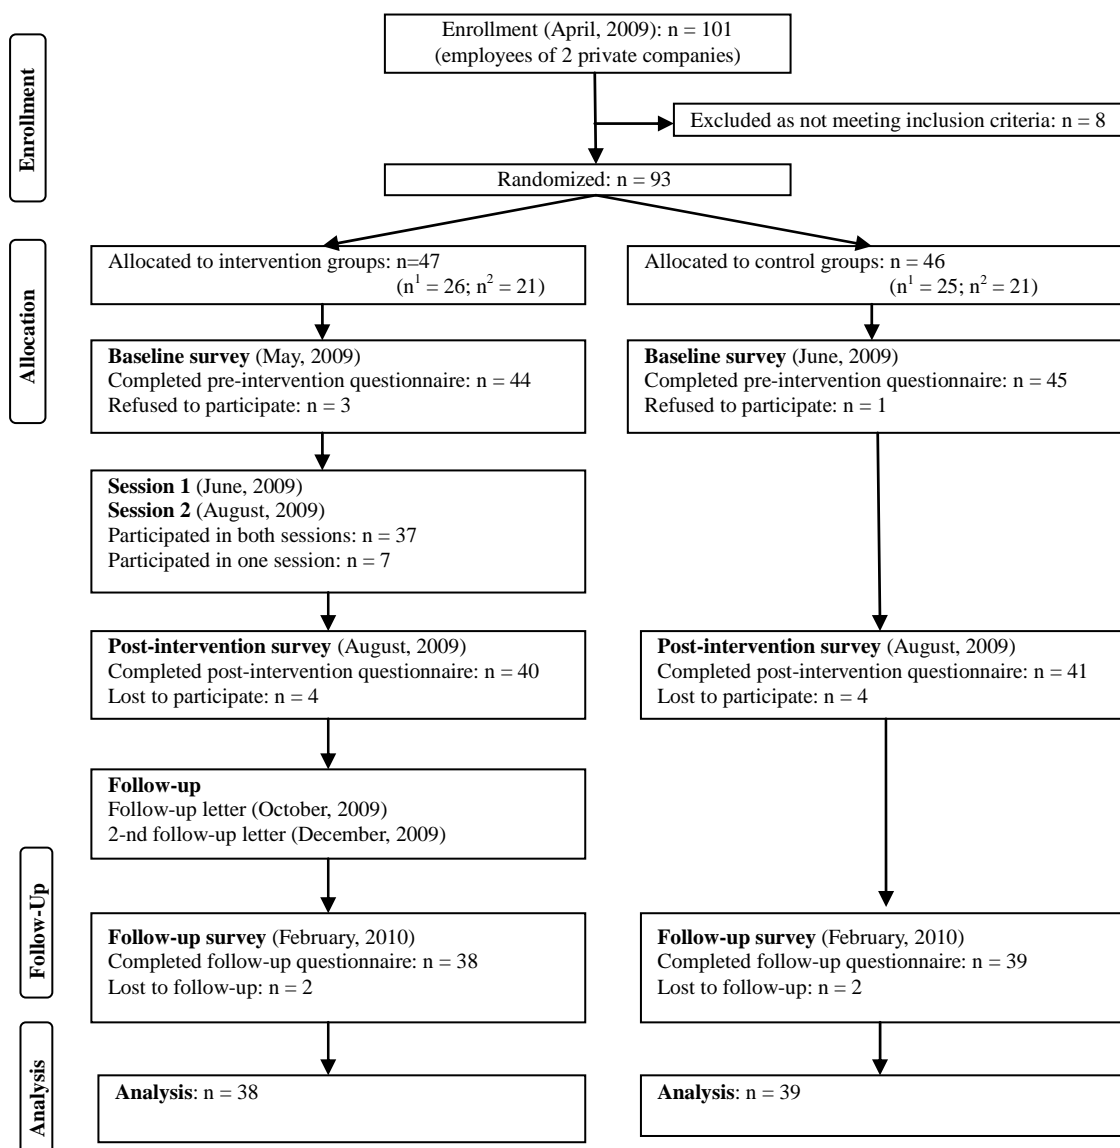 Enrollment
Enrollment (April, 2009): n = 101
(employees of 2 private companies)
Excluded as not meeting inclusion criteria: n = 8
Randomized: n = 93
Allocation
Allocated to intervention groups: n=47
(n¹ = 26; n² = 21)
Allocated to control groups: n = 46
(n¹ = 25; n² = 21)
Baseline survey (May, 2009)
Completed pre-intervention questionnaire: n = 44
Refused to participate: n = 3
Baseline survey (June, 2009)
Completed pre-intervention questionnaire: n = 45
Refused to participate: n = 1
Session 1 (June, 2009)
Session 2 (August, 2009)
Participated in both sessions: n = 37
Participated in one session: n = 7
Post-intervention survey (August, 2009)
Completed post-intervention questionnaire: n = 40
Lost to participate: n = 4
Post-intervention survey (August, 2009)
Completed post-intervention questionnaire: n = 41
Lost to participate: n = 4
Follow-up
Follow-up letter (October, 2009)
2-nd follow-up letter (December, 2009)
Follow-Up
Follow-up survey (February, 2010)
Completed follow-up questionnaire: n = 38
Lost to follow-up: n = 2
Follow-up survey (February, 2010)
Completed follow-up questionnaire: n = 39
Lost to follow-up: n = 2
Analysis
Analysis: n = 38
Analysis: n = 39